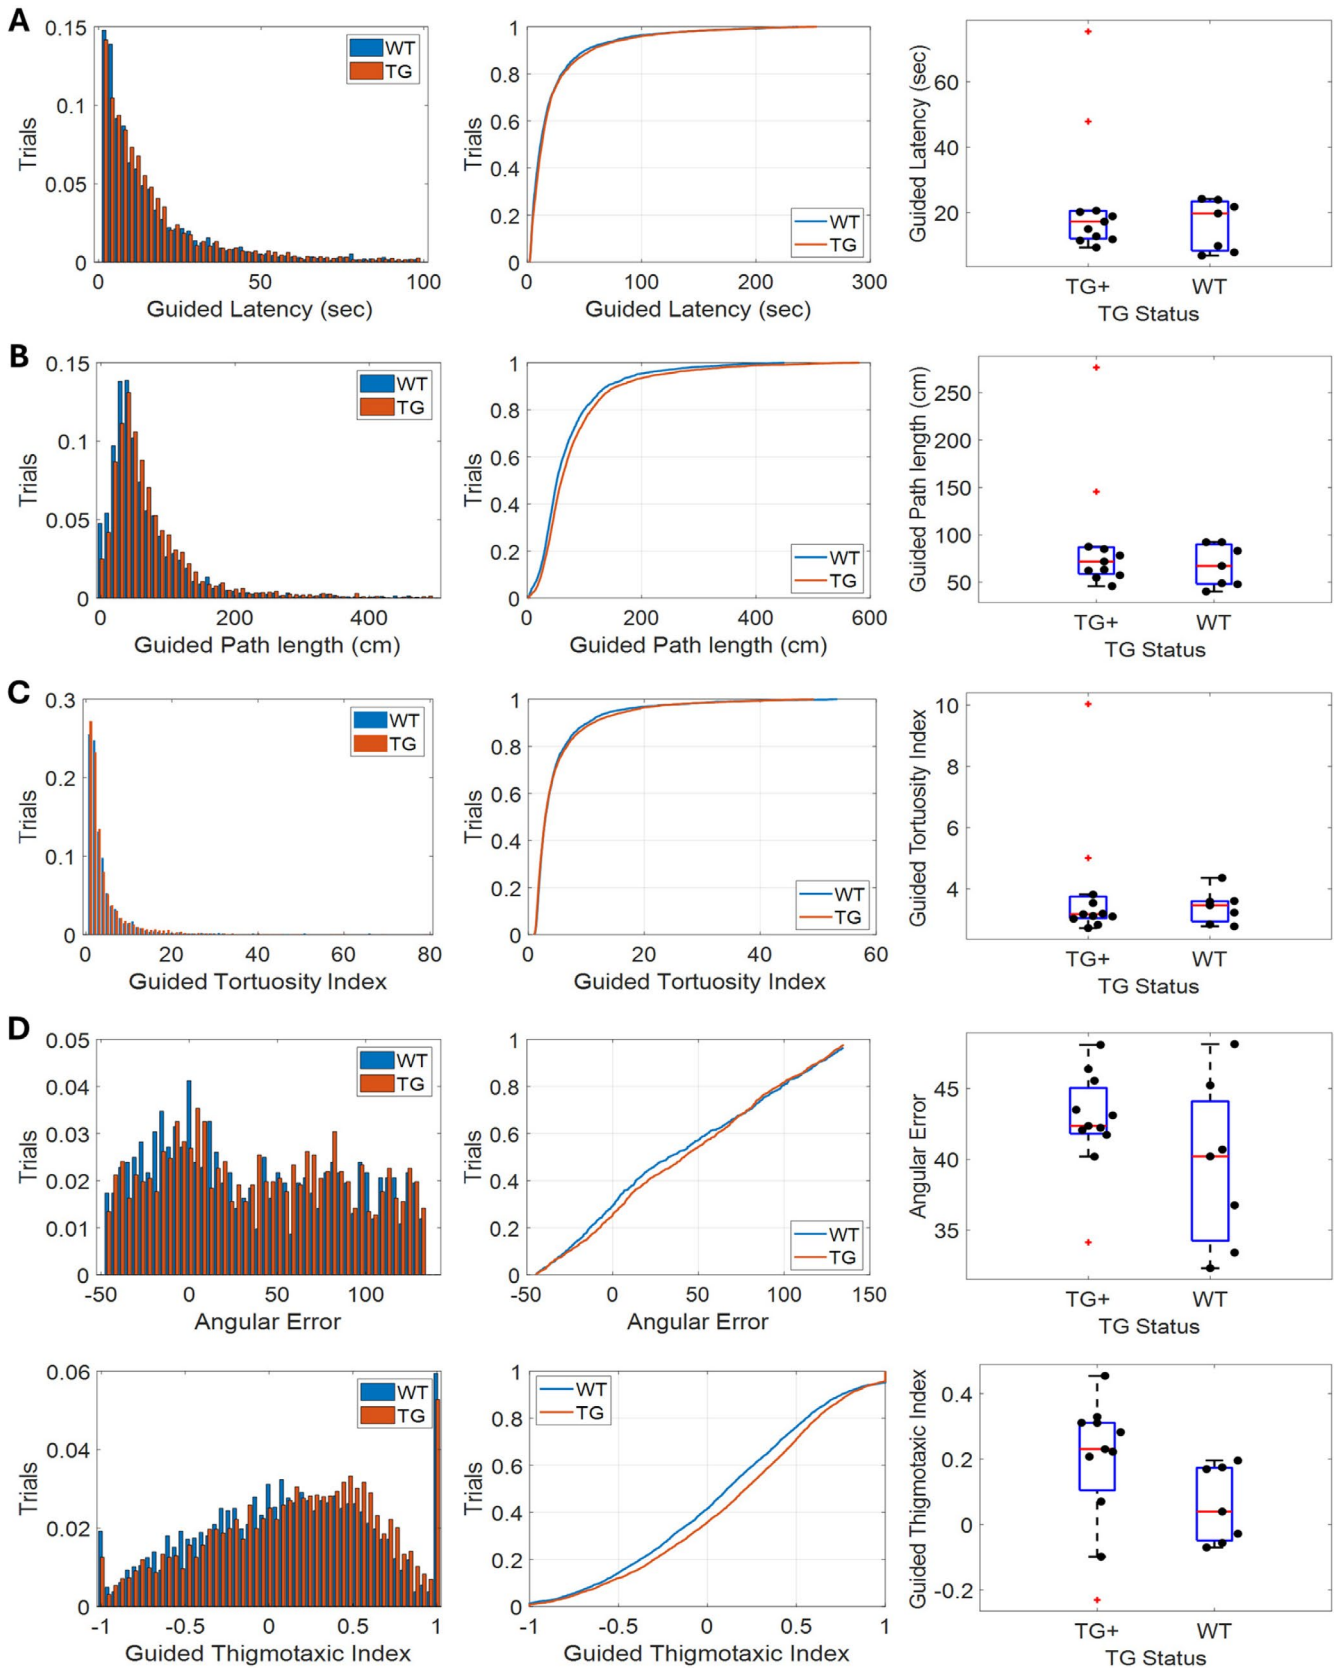 A
0.15
0.1
0.05
0
Trials
WT
TG
0
50
100
Guided Latency (sec)
1
0.8
0.6
0.4
0.2
0
Trials
WT
TG
0
100
200
300
Guided Latency (sec)
60
40
20
Guided Latency (sec)
TG+
WT
TG Status
B
0.15
0.1
0.05
0
Trials
WT
TG
0
200
400
Guided Path length (cm)
1
0.8
0.6
0.4
0.2
0
Trials
WT
TG
0
200
400
600
Guided Path length (cm)
250
200
150
100
50
Guided Path length (cm)
TG+
WT
TG Status
C
0.3
0.2
0.1
0
Trials
WT
TG
0
20
40
60
80
Guided Tortuosity Index
1
0.8
0.6
0.4
0.2
0
Trials
WT
TG
0
20
40
60
Guided Tortuosity Index
10
8
6
4
Guided Tortuosity Index
TG+
WT
TG Status
D
0.05
0.04
0.03
0.02
0.01
0
Trials
WT
TG
-50
0
50
100
Angular Error
1
0.8
0.6
0.4
0.2
0
Trials
WT
TG
-50
0
50
100
150
Angular Error
45
40
35
Angular Error
TG+
WT
TG Status
0.06
0.04
0.02
0
Trials
WT
TG
-1
-0.5
0
0.5
1
Guided Thigmotaxic Index
1
0.8
0.6
0.4
0.2
0
Trials
WT
TG
-1
-0.5
0
0.5
1
Guided Thigmotaxic Index
0.4
0.2
0
-0.2
Guided Thigmotaxic Index
TG+
WT
TG Status